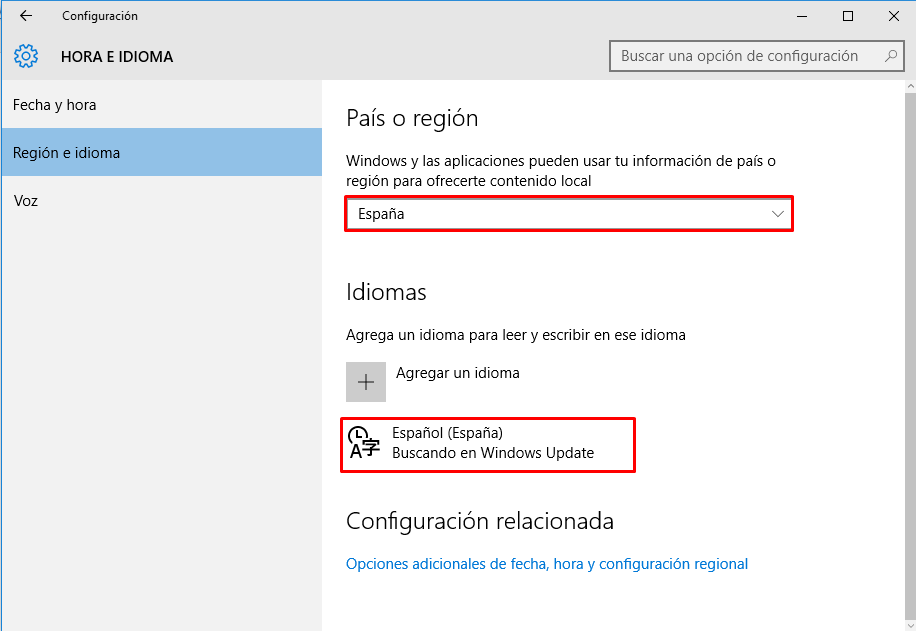 Configuración
HORA E IDIOMA
Buscar una opción de configuración
Fecha y hora
Región e idioma
Voz
País o región
Windows y las aplicaciones pueden usar tu información de país o
región para ofrecerte contenido local
España
Idiomas
Agrega un idioma para leer y escribir en ese idioma
Agregar un idioma
A字
Español (España)
Buscando en Windows Update
Configuración relacionada
Opciones adicionales de fecha, hora y configuración regional